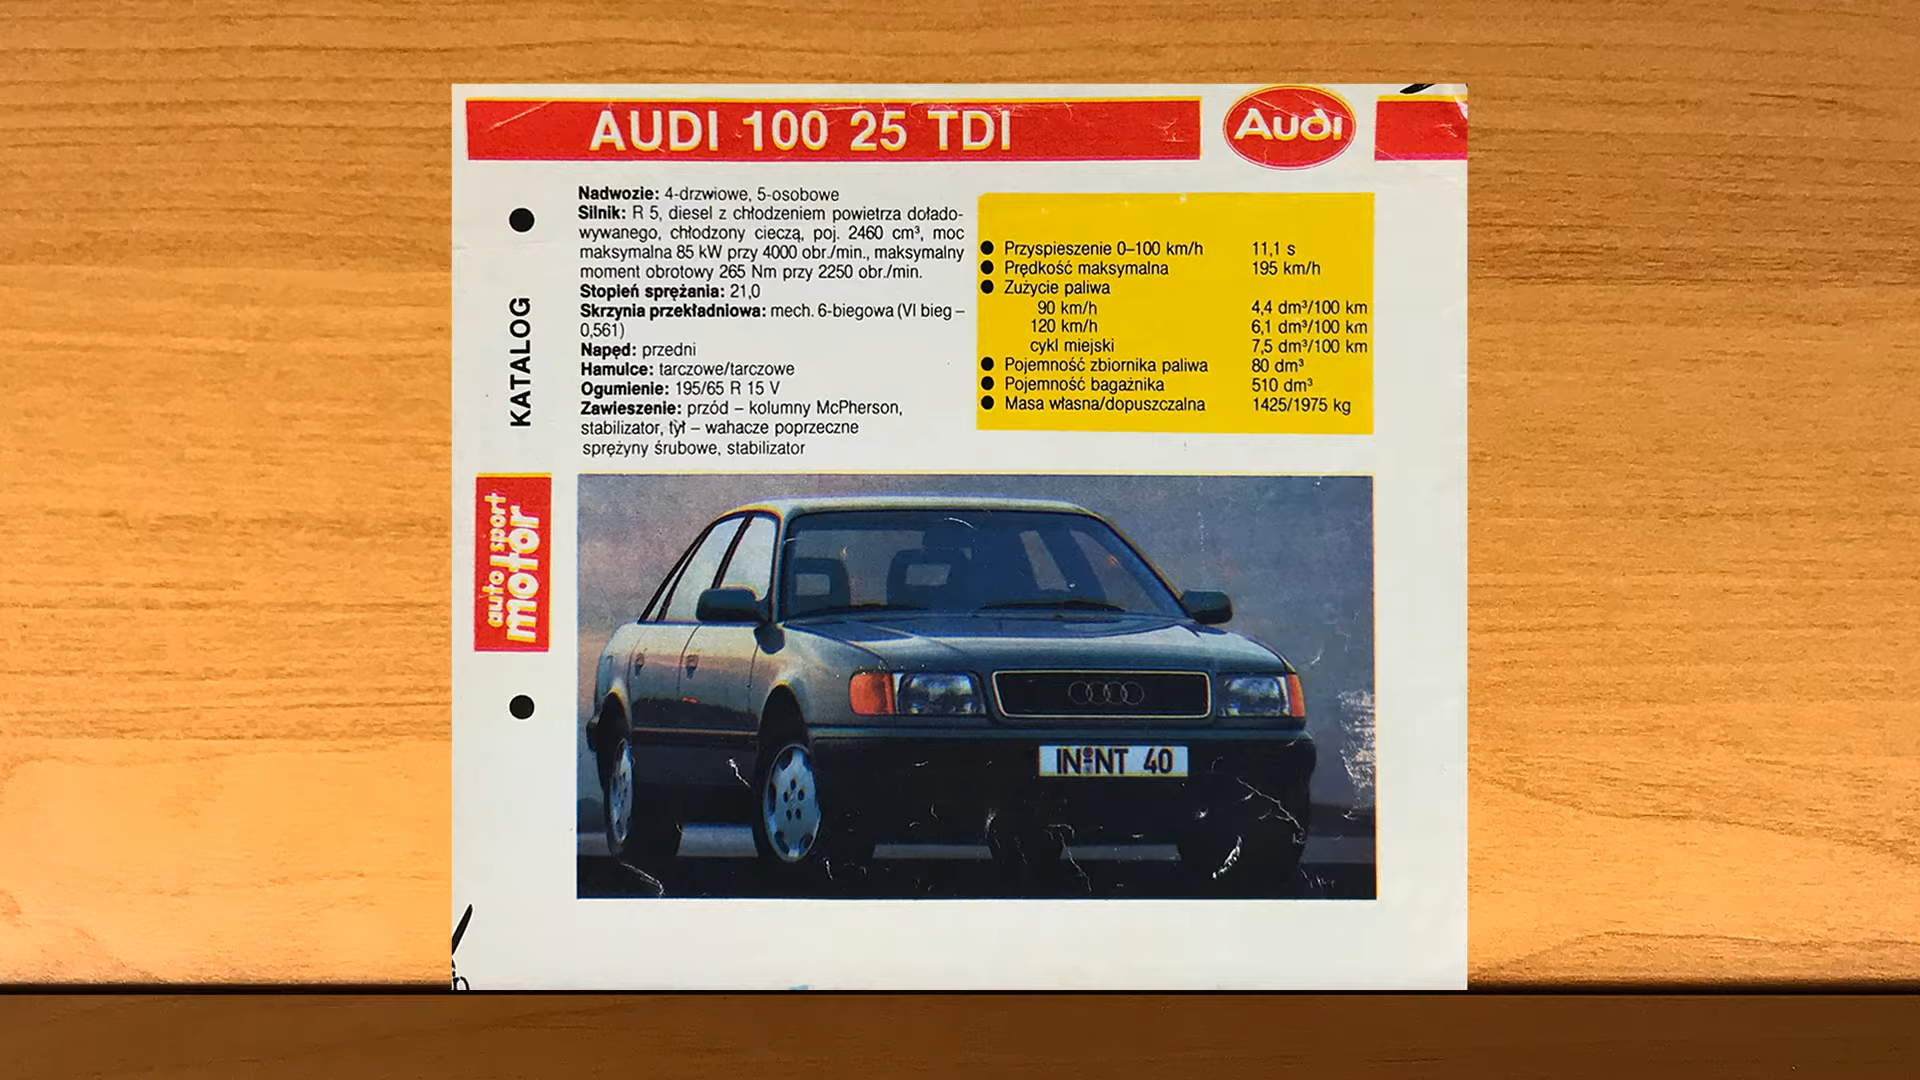 AUDI 100 25 TDI
Audi
Nadwozie: 4-drzwiowe, 5-osobowe
Silnik: R 5, diesel z chłodzeniem powietrza dołado-
wywanego, chłodzony cieczą, poj. 2460 cm³, moc
maksymalna 85 kW przy 4000 obr./min., maksymalny
moment obrotowy 265 Nm przy 2250 obr./min.
Stopień sprężania: 21,0
Skrzynia przekładniowa: mech. 6-biegowa (VI bieg –
0,561)
Napęd: przedni
Hamulce: tarczowe/tarczowe
Ogumienie: 195/65 R 15 V
Zawieszenie: przód – kolumny McPherson,
stabilizator, tył – wahacze poprzeczne
sprężyny śrubowe, stabilizator
● Przyspieszenie 0–100 km/h 11,1 s
● Prędkość maksymalna 195 km/h
● Zużycie paliwa
90 km/h 4,4 dm³/100 km
120 km/h 6,1 dm³/100 km
cykl miejski 7,5 dm³/100 km
● Pojemność zbiornika paliwa 80 dm³
● Pojemność bagażnika 510 dm³
● Masa własna/dopuszczalna 1425/1975 kg
KATALOG
auto sport
motor
IN NT 40